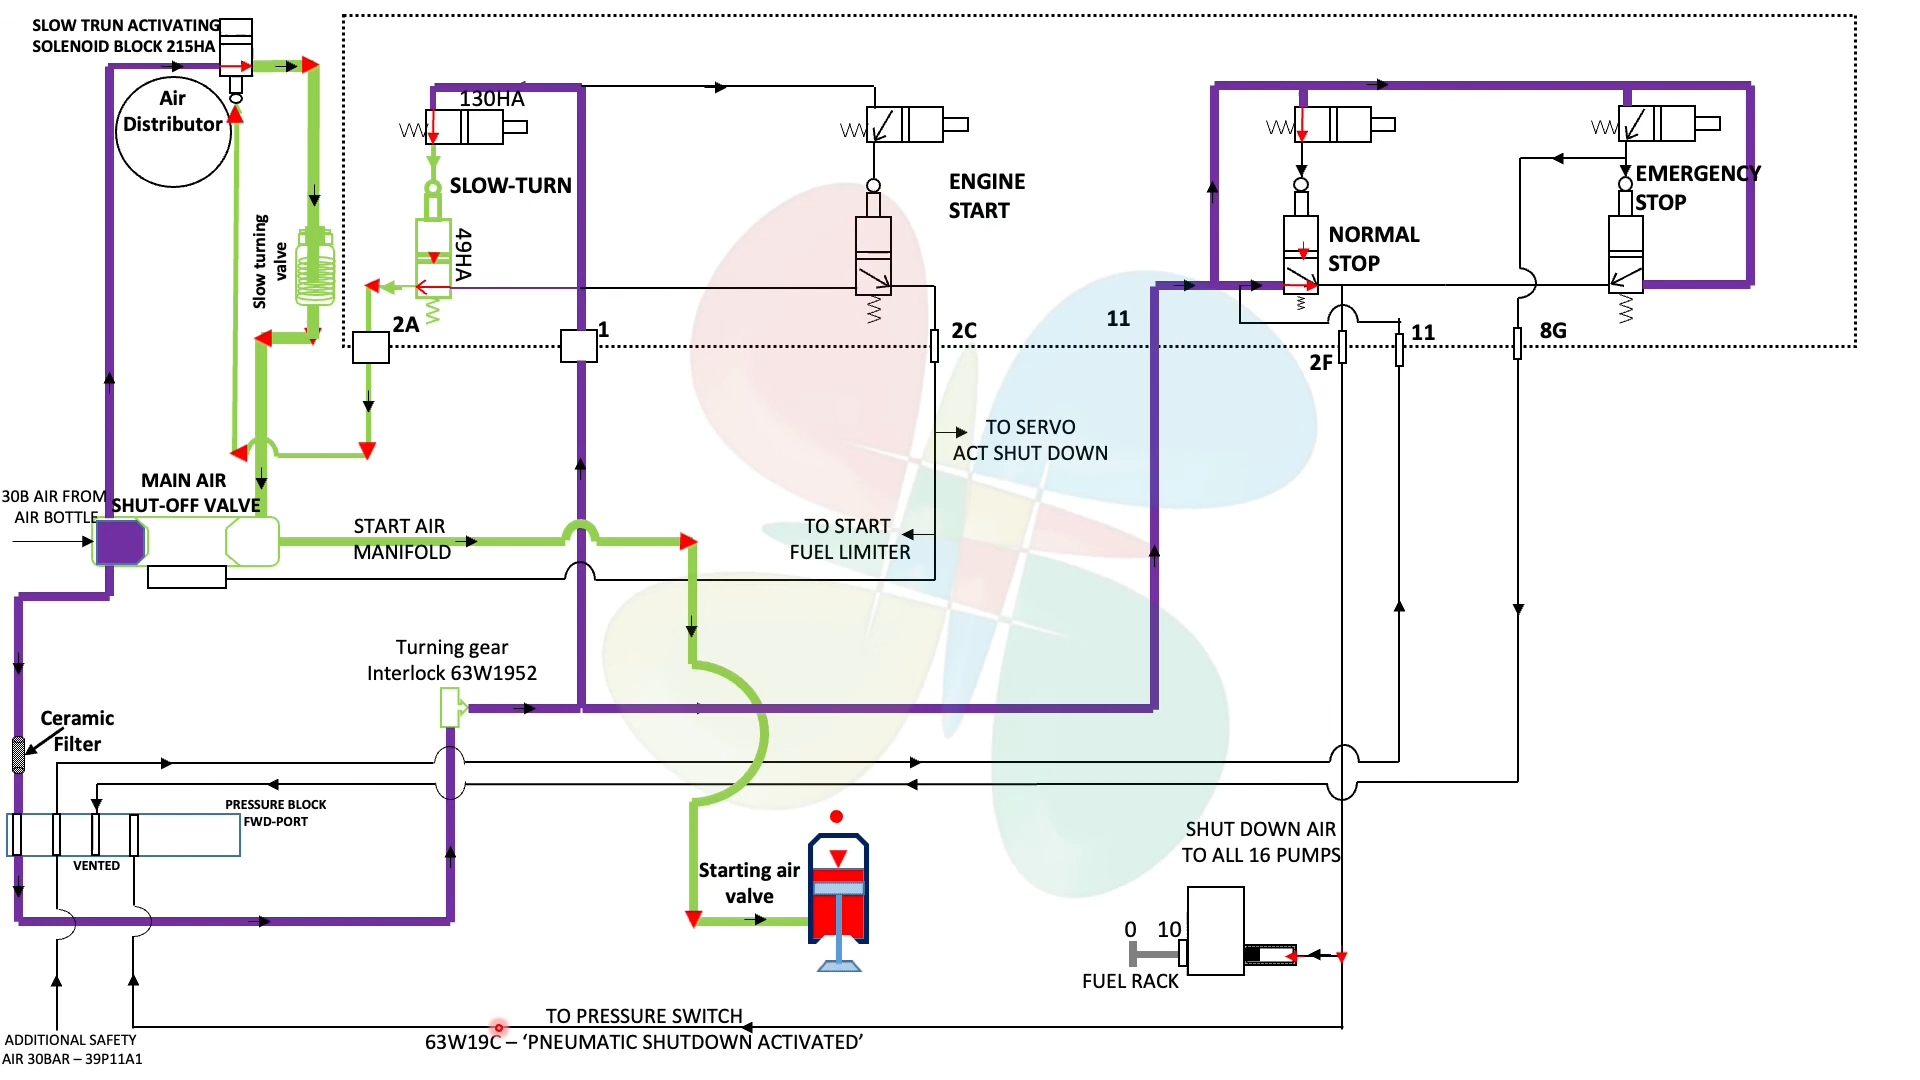 SLOW TRUN ACTIVATING
SOLENOID BLOCK 215HA
Air
Distributor
Slow turning
valve
130HA
SLOW-TURN
49HA
2A
1
ENGINE
START
2C
NORMAL
STOP
EMERGENCY
STOP
11
11
2F
8G
TO SERVO
ACT SHUT DOWN
MAIN AIR
SHUT-OFF VALVE
30B AIR FROM
AIR BOTTLE
START AIR
MANIFOLD
TO START
FUEL LIMITER
Turning gear
Interlock 63W1952
Ceramic
Filter
PRESSURE BLOCK
FWD-PORT
VENTED
Starting air
valve
SHUT DOWN AIR
TO ALL 16 PUMPS
0 10
FUEL RACK
TO PRESSURE SWITCH
63W19C – ‘PNEUMATIC SHUTDOWN ACTIVATED’
ADDITIONAL SAFETY
AIR 30BAR – 39P11A1